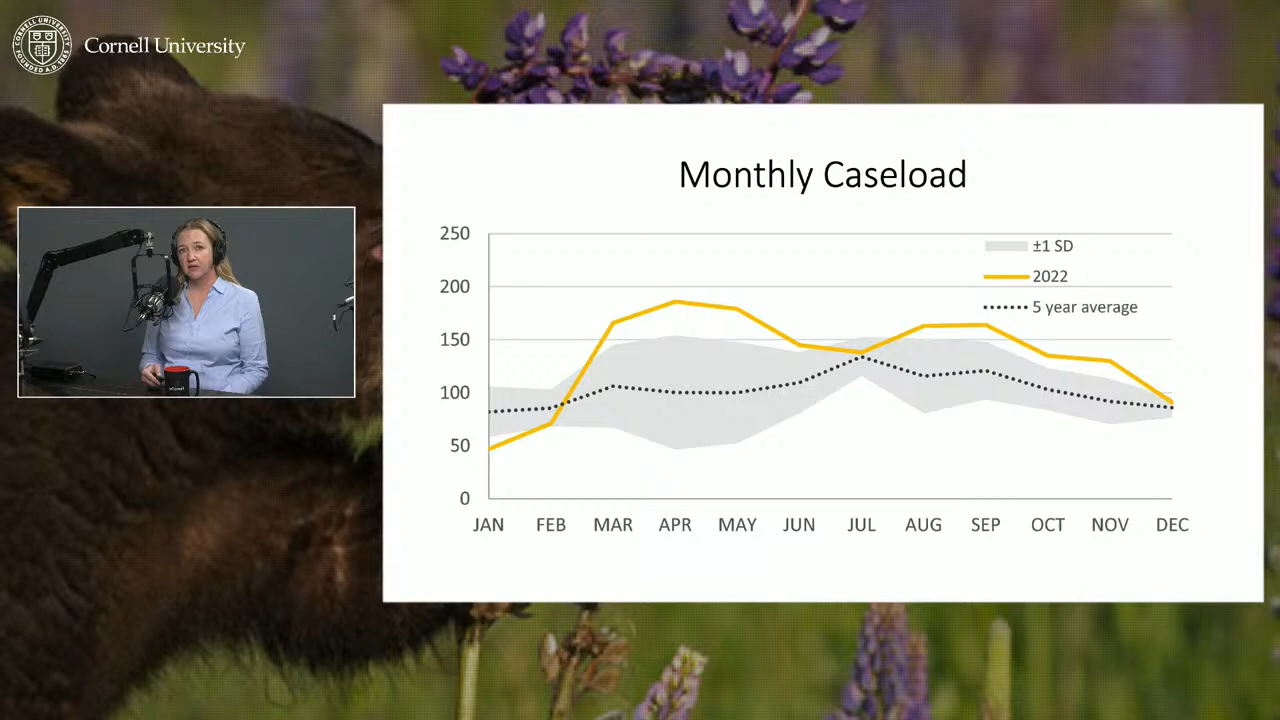 Cornell University
Monthly Caseload
250
200
150
100
50
0
±1 SD
2022
5 year average
JAN FEB MAR APR MAY JUN JUL AUG SEP OCT NOV DEC